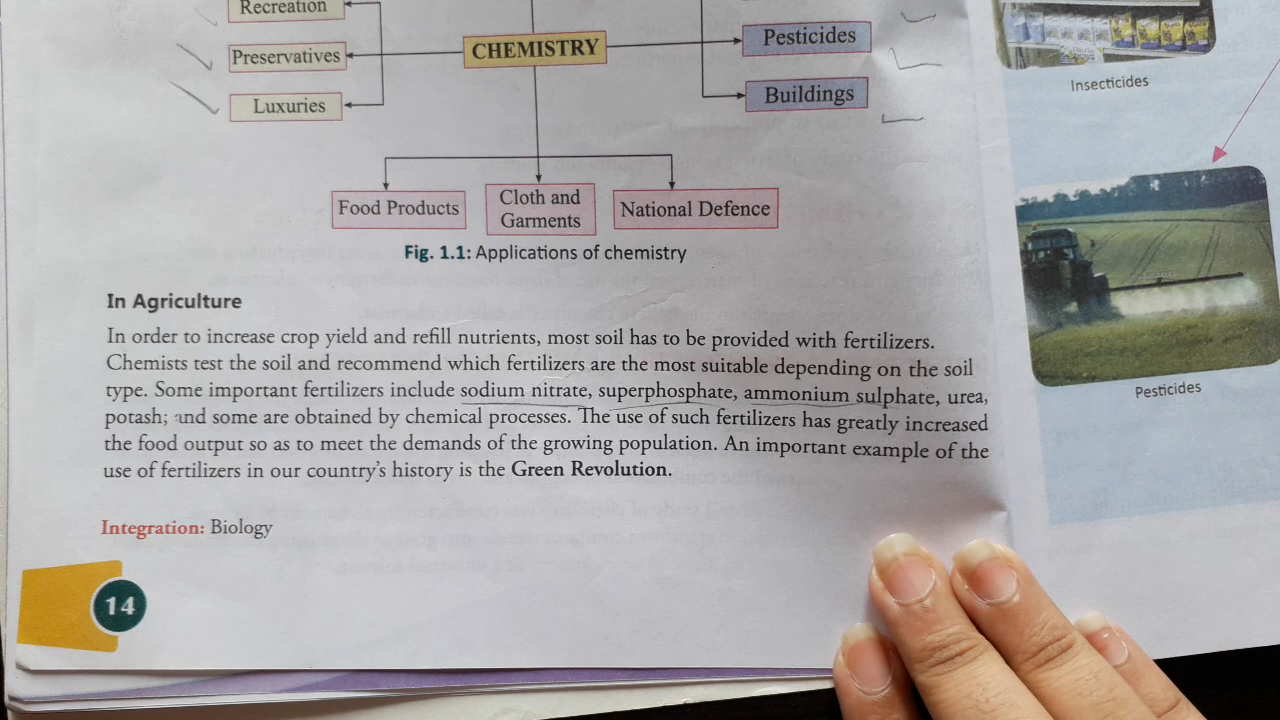 Recreation
Preservatives
Luxuries
CHEMISTRY
Pesticides
Buildings
Food Products
Cloth and
Garments
National Defence
Fig. 1.1: Applications of chemistry
In Agriculture
In order to increase crop yield and refill nutrients, most soil has to be provided with fertilizers.
Chemists test the soil and recommend which fertilizers are the most suitable depending on the soil
type. Some important fertilizers include sodium nitrate, superphosphate, ammonium sulphate, urea,
potash; and some are obtained by chemical processes. The use of such fertilizers has greatly increased
the food output so as to meet the demands of the growing population. An important example of the
use of fertilizers in our country's history is the Green Revolution.
Integration: Biology
14
Insecticides
Pesticides